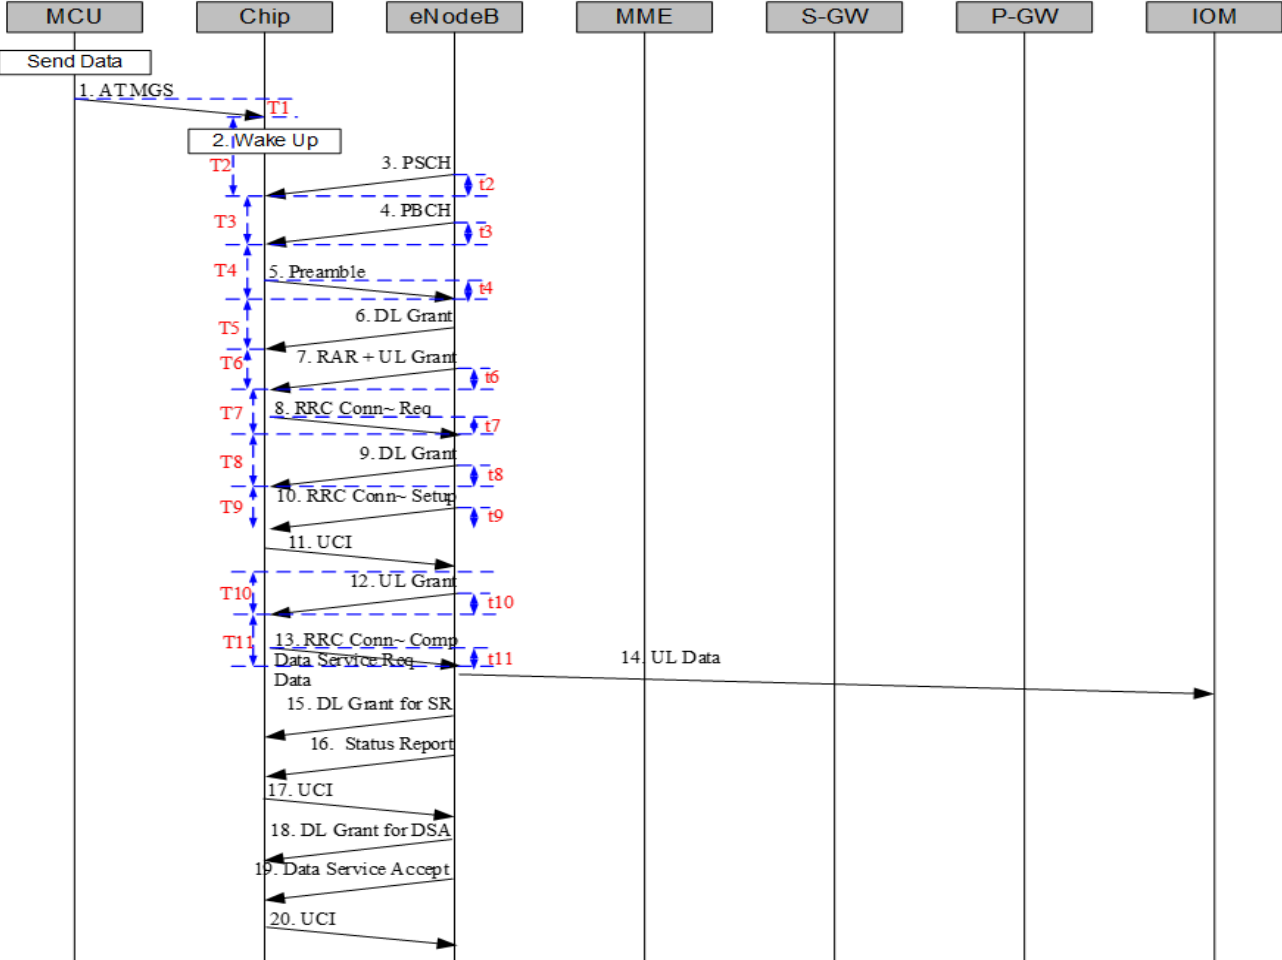 MCU Chip eNodeB MME S-GW P-GW IOM
Send Data
1. AT MGS
T1
2. Wake Up
3. PSCH
T2
t2
4. PBCH
T3
t3
5. Preamble
T4
t4
6. DL Grant
T5
7. RAR + UL Grant
T6
t6
8. RRC Conn~ Req
T7
t7
9. DL Grant
T8
t8
10. RRC Conn~ Setup
T9
t9
11. UCI
12. UL Grant
T10
t10
13. RRC Conn~ Comp
T11
Data Service Req
t11
14. UL Data
Data
15. DL Grant for SR
16. Status Report
17. UCI
18. DL Grant for DSA
19. Data Service Accept
20. UCI